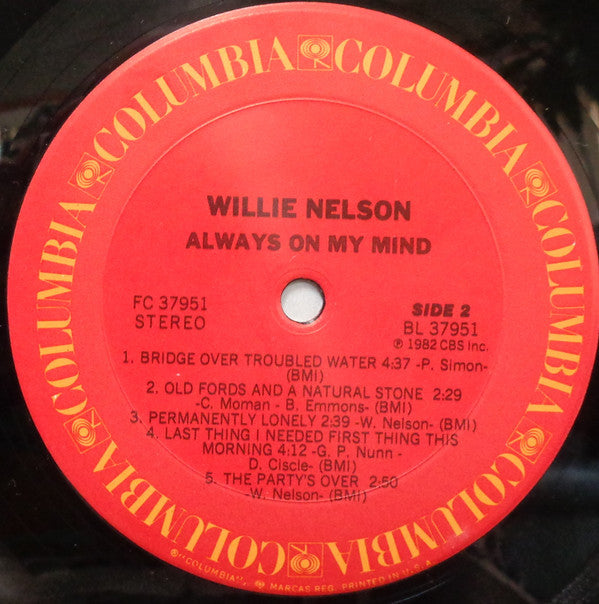 COLUMBIA COLUMBIA COLUMBIA COLUMBIA COLUMBIA COLUMBIA
WILLIE NELSON
ALWAYS ON MY MIND
FC 37951
STEREO
SIDE 2
BL 37951
℗ 1982 CBS Inc.
1. BRIDGE OVER TROUBLED WATER 4:37 -P. Simon-
(BMI)
2. OLD FORDS AND A NATURAL STONE 2:29
-C. Moman - B. Emmons- (BMI)
3. PERMANENTLY LONELY 2:39 -W. Nelson- (BMI)
4. LAST THING I NEEDED FIRST THING THIS
MORNING 4:12 -G. P. Nunn -
D. Ciscle- (BMI)
5. THE PARTY'S OVER 2:50
-W. Nelson- (BMI)
®"COLUMBIA", MARCAS REG. PRINTED IN U.S.A.